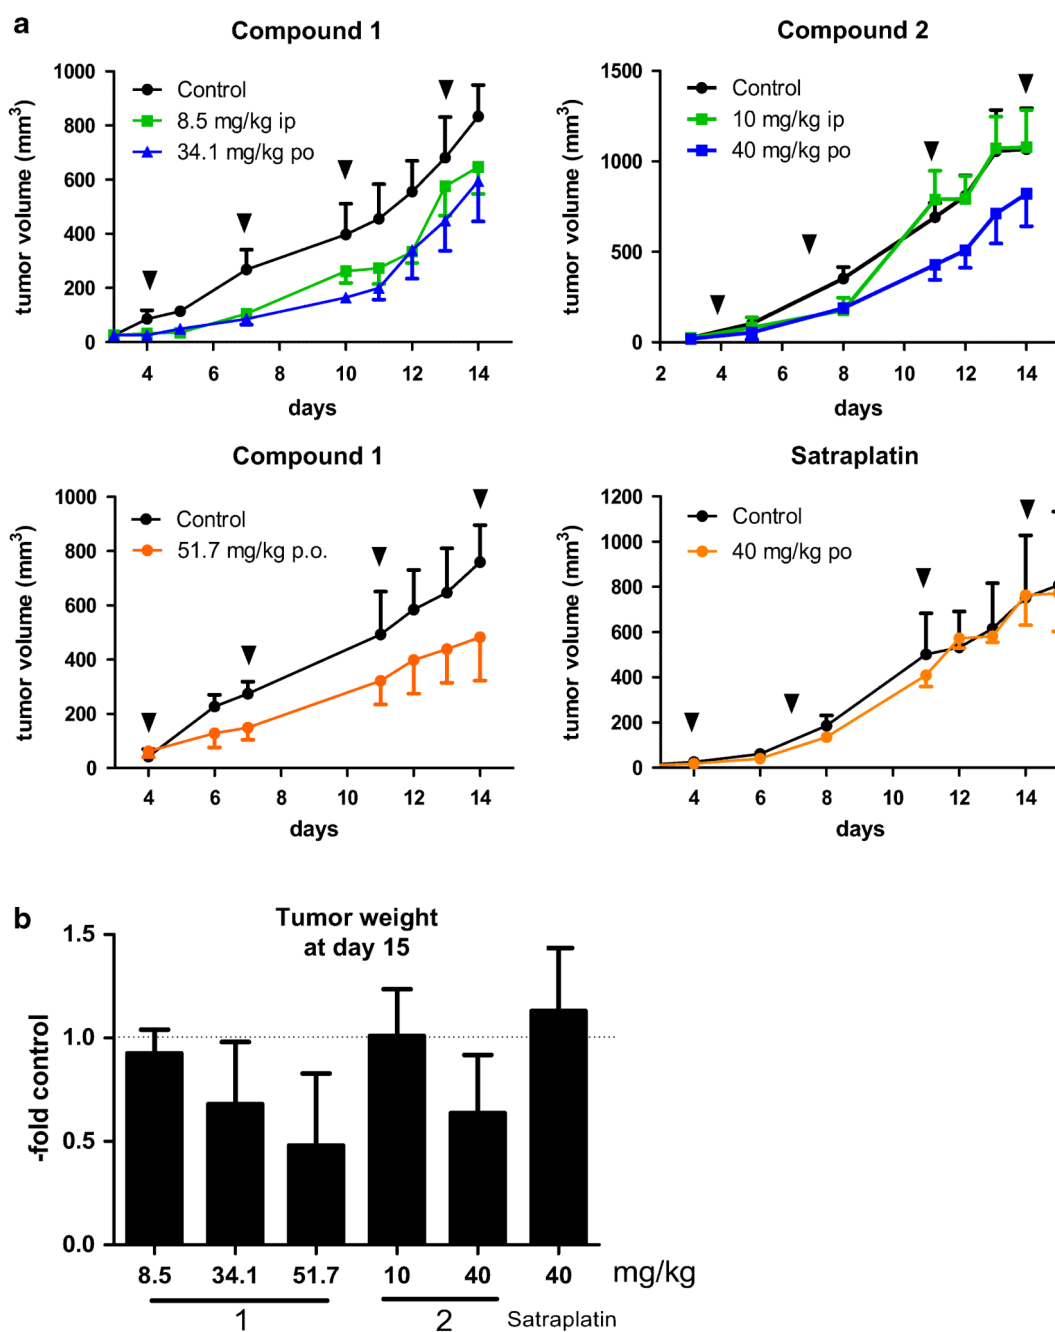 a
Compound 1
Control
8.5 mg/kg ip
34.1 mg/kg po
tumor volume (mm³)
1000
800
600
400
200
0
4
6
8
10
12
14
days
Compound 2
Control
10 mg/kg ip
40 mg/kg po
tumor volume (mm³)
1500
1000
500
0
2
4
6
8
10
12
14
days
Compound 1
Control
51.7 mg/kg p.o.
tumor volume (mm³)
1000
800
600
400
200
0
4
6
8
10
12
14
days
Satraplatin
Control
40 mg/kg po
tumor volume (mm³)
1200
1000
800
600
400
200
0
4
6
8
10
12
14
days
b
Tumor weight
at day 15
-fold control
1.5
1.0
0.5
0.0
8.5 34.1 51.7 10 40 40 mg/kg
1 2 Satraplatin